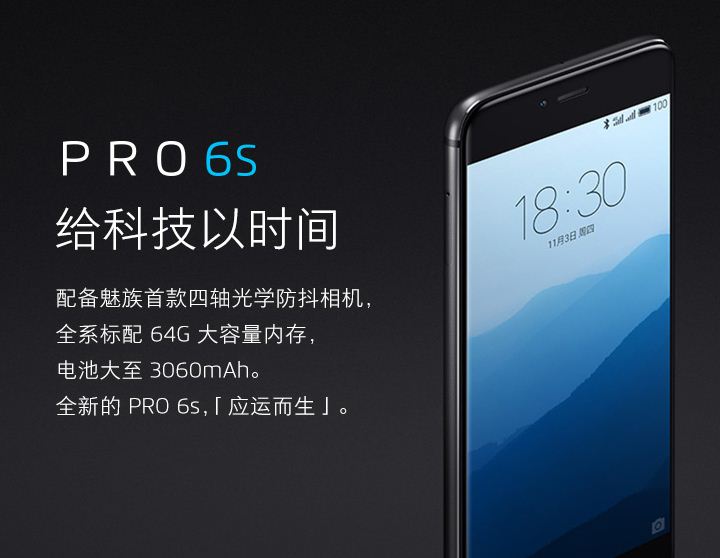 PRO 6s
给科技以时间
配备魅族首款四轴光学防抖相机，
全系标配 64G 大容量内存，
电池大至 3060mAh。
全新的 PRO 6s，「应运而生」。
100
18:30
11月3日 周四